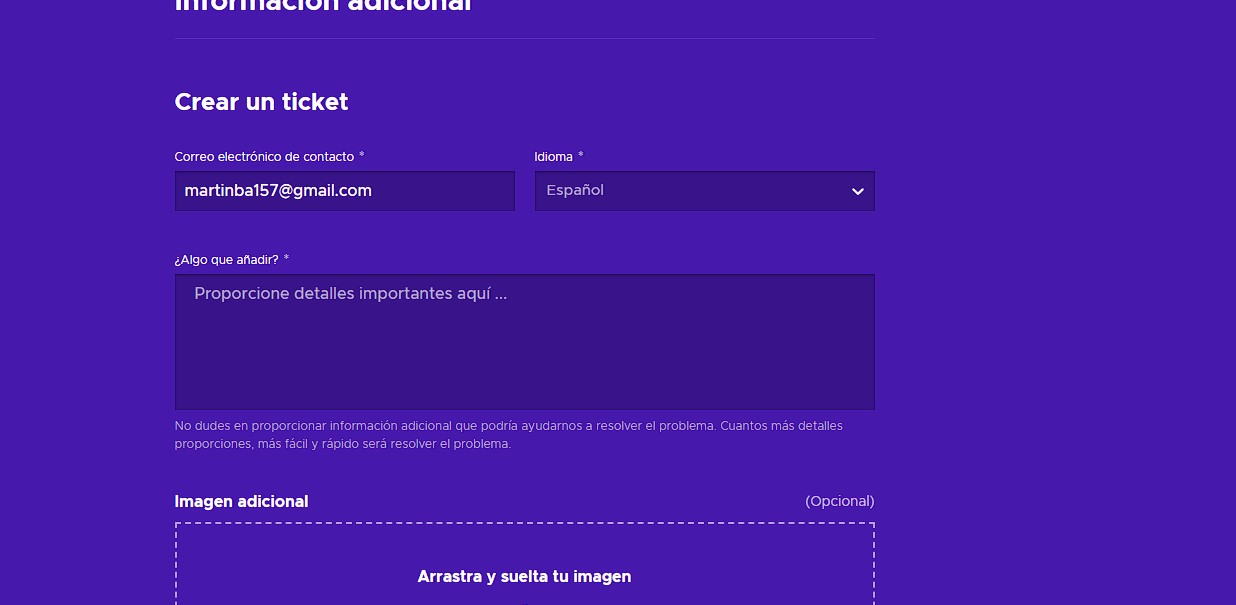 Información adicional
Crear un ticket
Correo electrónico de contacto *
Idioma *
martinba157@gmail.com
Español
¿Algo que añadir? *
Proporcione detalles importantes aquí ...
No dudes en proporcionar información adicional que podría ayudarnos a resolver el problema. Cuantos más detalles
proporciones, más fácil y rápido será resolver el problema.
Imagen adicional
(Opcional)
Arrastra y suelta tu imagen